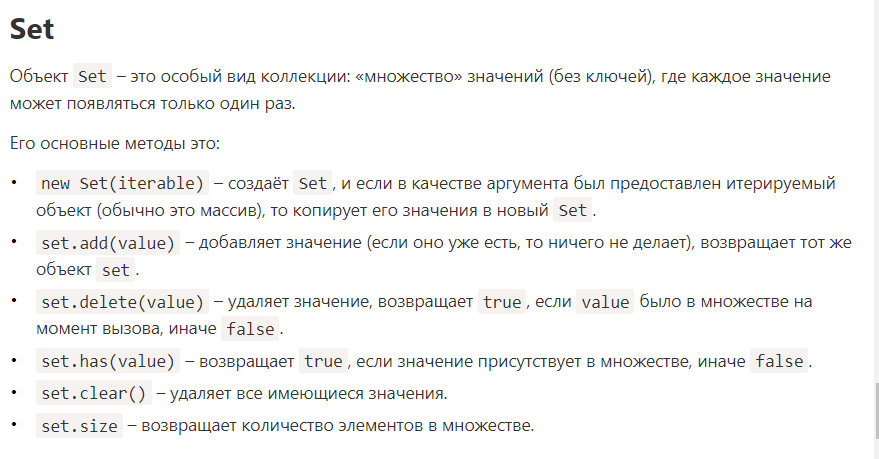 Set
Объект Set – это особый вид коллекции: «множество» значений (без ключей), где каждое значение
может появляться только один раз.
Его основные методы это:
• new Set(iterable) – создаёт Set, и если в качестве аргумента был предоставлен итерируемый
объект (обычно это массив), то копирует его значения в новый Set.
• set.add(value) – добавляет значение (если оно уже есть, то ничего не делает), возвращает тот же
объект set.
• set.delete(value) – удаляет значение, возвращает true, если value было в множестве на
момент вызова, иначе false.
• set.has(value) – возвращает true, если значение присутствует в множестве, иначе false.
• set.clear() – удаляет все имеющиеся значения.
• set.size – возвращает количество элементов в множестве.